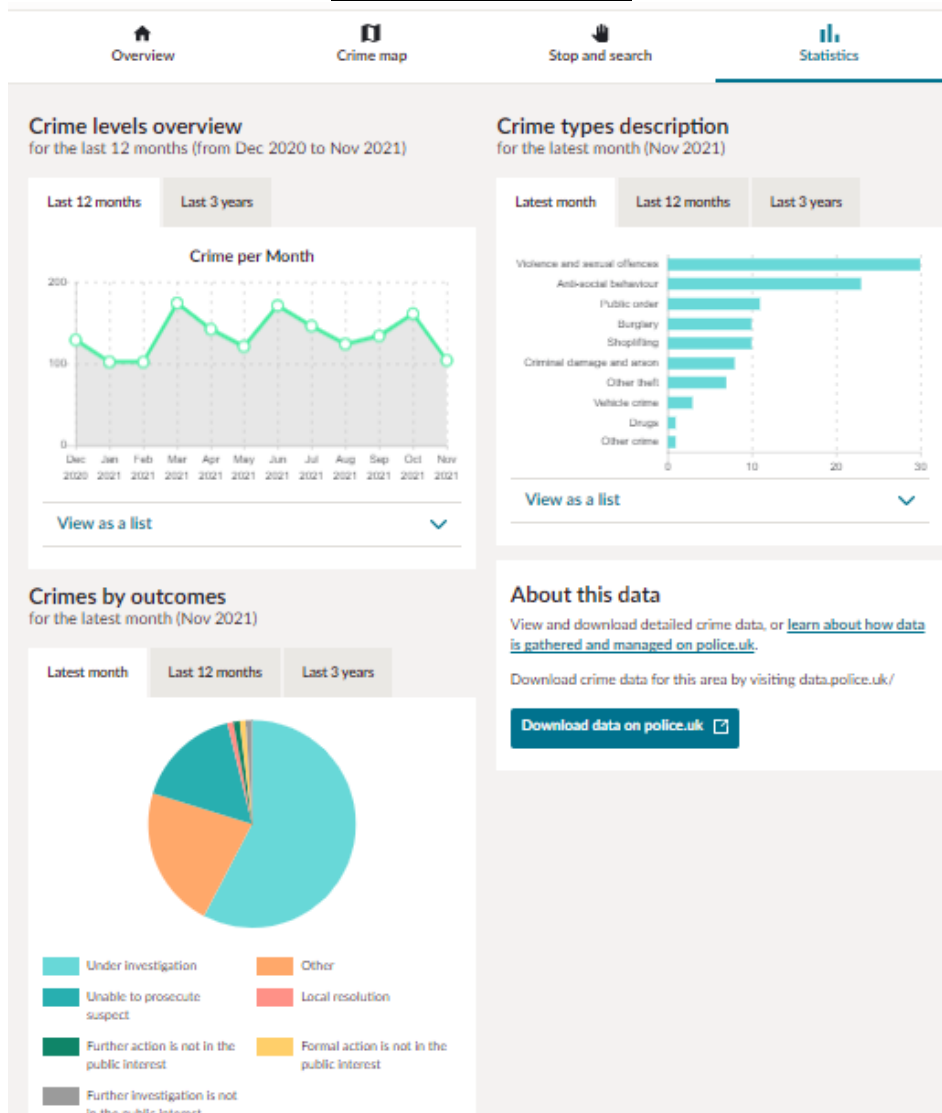 Overview
Crime map
Stop and search
Statistics
Crime levels overview
for the last 12 months (from Dec 2020 to Nov 2021)
Last 12 months
Last 3 years
Crime per Month
200
100
0
Dec Jan Feb Mar Apr May Jun Jul Aug Sep Oct Nov
2020 2021 2021 2021 2021 2021 2021 2021 2021 2021 2021 2021
View as a list
Crime types description
for the latest month (Nov 2021)
Latest month
Last 12 months
Last 3 years
Violence and sexual offences
Anti-social behaviour
Public order
Burglary
Shoplifting
Criminal damage and arson
Other theft
Vehicle crime
Drugs
Other crime
0 10 20 30
View as a list
Crimes by outcomes
for the latest month (Nov 2021)
Latest month
Last 12 months
Last 3 years
Under investigation
Other
Unable to prosecute
suspect
Local resolution
Further action is not in the
public interest
Formal action is not in the
public interest
Further investigation is not
in the public interest
About this data
View and download detailed crime data, or learn about how data
is gathered and managed on police.uk.
Download crime data for this area by visiting data.police.uk/
Download data on police.uk